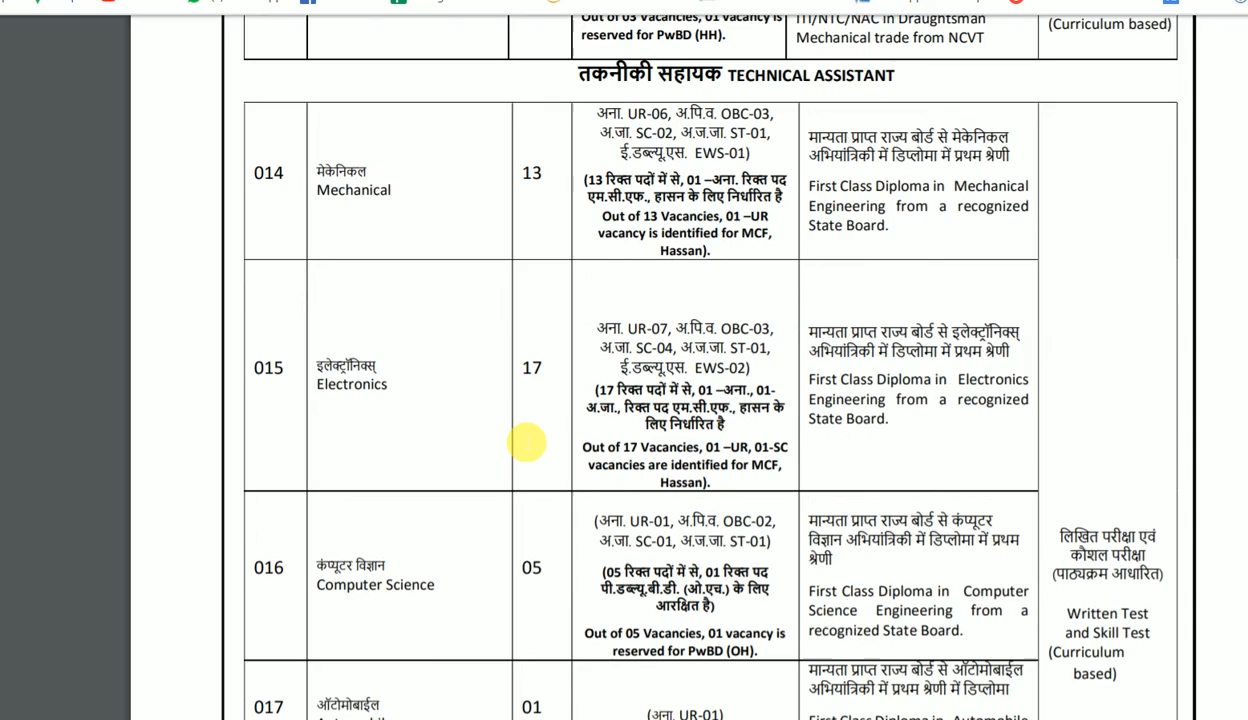 Out of 03 Vacancies, 01 vacancy is
reserved for PwBD (HH).
ITI/NTC/NAC in Draughtsman
Mechanical trade from NCVT
(Curriculum based)
तकनीकी सहायक TECHNICAL ASSISTANT
014
मेकेनिकल
Mechanical
13
अना. UR-06, अ.पि.व. OBC-03,
अ.जा. SC-02, अ.ज.जा. ST-01,
ई.डब्ल्यू.एस. EWS-01)
(13 रिक्त पदों में से, 01 –अना. रिक्त पद
एम.सी.एफ., हासन के लिए निर्धारित है
Out of 13 Vacancies, 01 –UR
vacancy is identified for MCF,
Hassan).
मान्यता प्राप्त राज्य बोर्ड से मेकेनिकल
अभियांत्रिकी में डिप्लोमा में प्रथम श्रेणी
First Class Diploma in Mechanical
Engineering from a recognized
State Board.
015
इलेक्ट्रॉनिक्स्
Electronics
17
अना. UR-07, अ.पि.व. OBC-03,
अ.जा. SC-04, अ.ज.जा. ST-01,
ई.डब्ल्यू.एस. EWS-02)
(17 रिक्त पदों में से, 01 –अना., 01-
अ.जा., रिक्त पद एम.सी.एफ., हासन के
लिए निर्धारित है
Out of 17 Vacancies, 01 –UR, 01-SC
vacancies are identified for MCF,
Hassan).
मान्यता प्राप्त राज्य बोर्ड से इलेक्ट्रॉनिक्स्
अभियांत्रिकी में डिप्लोमा में प्रथम श्रेणी
First Class Diploma in Electronics
Engineering from a recognized
State Board.
016
कंप्यूटर विज्ञान
Computer Science
05
(अना. UR-01, अ.पि.व. OBC-02,
अ.जा. SC-01, अ.ज.जा. ST-01)
(05 रिक्त पदों में से, 01 रिक्त पद
पी.डब्ल्यू.बी.डी. (ओ.एच.) के लिए
आरक्षित है)
Out of 05 Vacancies, 01 vacancy is
reserved for PwBD (OH).
मान्यता प्राप्त राज्य बोर्ड से कंप्यूटर
विज्ञान अभियांत्रिकी में डिप्लोमा में प्रथम
श्रेणी
First Class Diploma in Computer
Science Engineering from a
recognized State Board.
लिखित परीक्षा एवं
कौशल परीक्षा
(पाठ्यक्रम आधारित)
Written Test
and Skill Test
(Curriculum
based)
017
ऑटोमोबाईल
01
(अना. UR-01)
मान्यता प्राप्त राज्य बोर्ड से ऑटोमोबाईल
अभियांत्रिकी में प्रथम श्रेणी में डिप्लोमा
First Class Diploma in Automobile